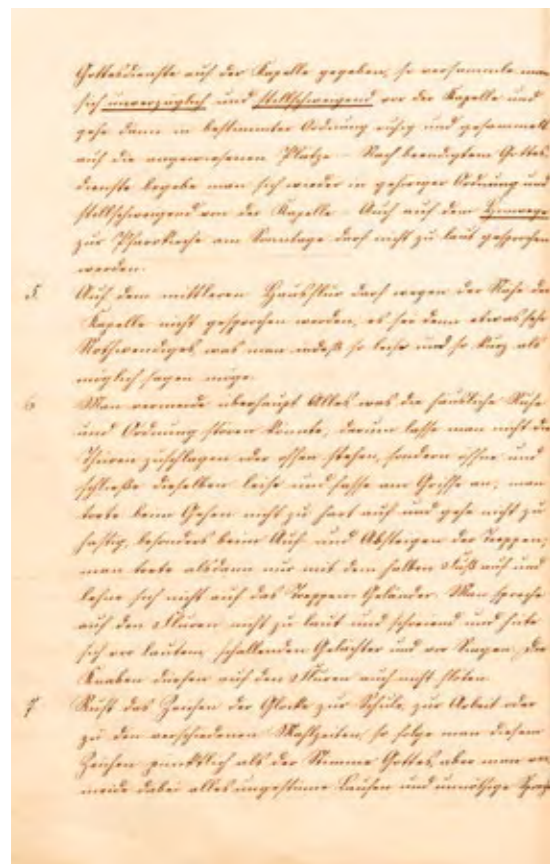 Gottesdienste auf der Kapelle gegeben, so versammle man
sich unverzüglich und stillschweigend vor der Kapelle und
gehe dann in bestimmter Ordnung ruhig und gesammelt
auf die angewiesenen Plätze. – Nach beendigtem Gottes
dienste begebe man sich wieder in gehöriger Ordnung und
stillschweigend von der Kapelle. – Auch auf dem Hinwege
zur Pfarrkirche am Sonntage darf nicht zu laut gesprochen
werden.
5. Auf dem mittleren Hausflur darf wegen der Nähe der
Kapelle nicht gesprochen werden, es sei denn etwas sehr
Nothwendiges, was man indeß so leise und so kurz als
möglich sagen möge.
6. Man vermeide überhaupt Alles was die häusliche Ruhe
und Ordnung stören könnte, darum lasse man nicht die
Thüren zuschlagen oder offen stehen, sondern öffne und
schließe dieselben leise und fasse am Griffe an; man
trete beim Gehen nicht zu hart auf und gehe nicht zu
hastig, besonders beim Auf- und Absteigen der Treppen;
man trete alsdann nur mit dem halben Fuß auf und
lehne sich nicht auf das Treppen-Geländer. Man spreche
auf den Fluren nicht zu laut und schreiend und hüte
sich vor lautem, schallenden Gelächter und vor Singen. Die
Knaben dürfen auf den Fluren auch nicht flöten.
7. Ruft das Zeichen der Glocke zur Schule, zur Arbeit oder
zu den verschiedenen Mahlzeiten, so folge man diesem
Zeichen pünktlich als der Stimme Gottes, aber man ver
meide dabei alles ungestüme Laufen und unnöthige